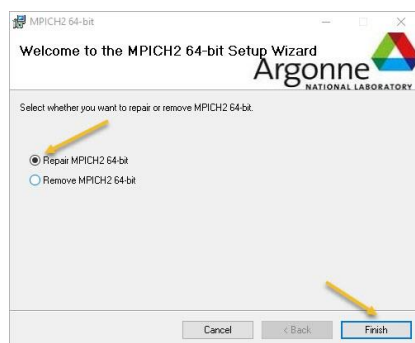 MPICH2 64-bit
Welcome to the MPICH2 64-bit Setup Wizard
Argonne
NATIONAL LABORATORY
Select whether you want to repair or remove MPICH2 64-bit.
Repair MPICH2 64-bit
Remove MPICH2 64-bit
Cancel < Back Finish